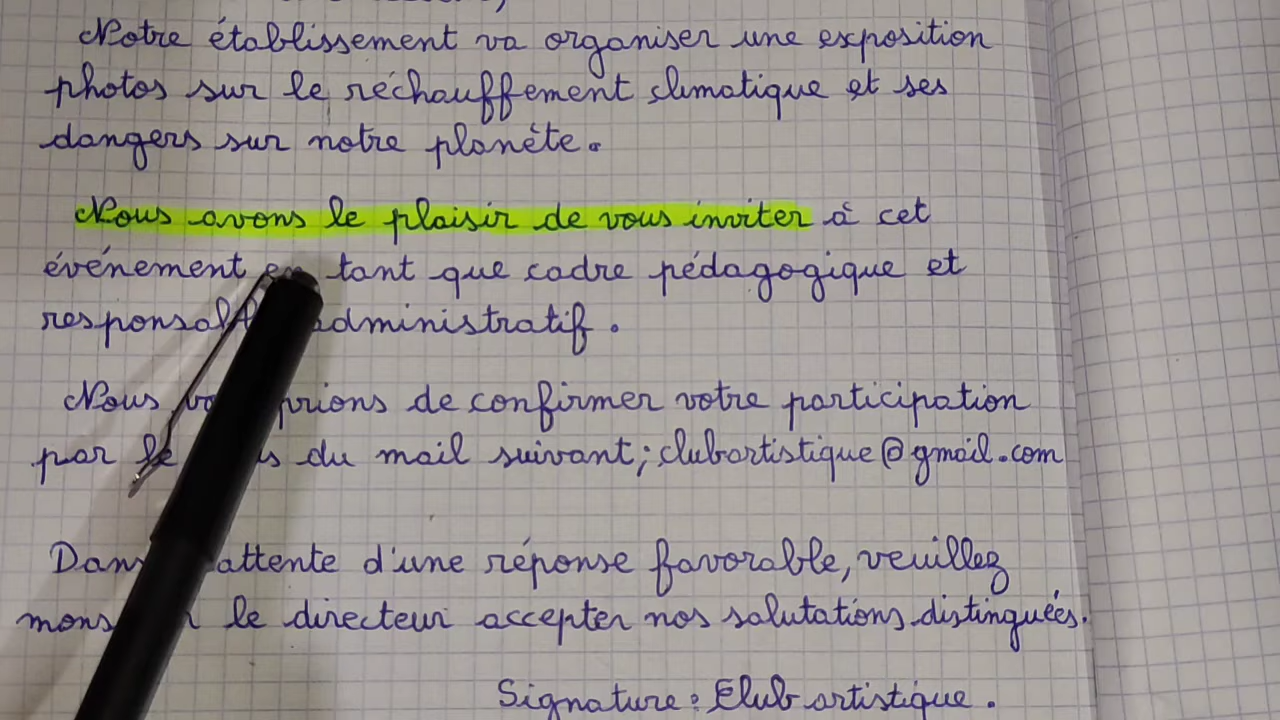 Notre établissement va organiser une exposition
photos sur le réchauffement climatique et ses
dangers sur notre planète.
Nous avons le plaisir de vous inviter à cet
événement en tant que cadre pédagogique et
administratif.
Nous prions de confirmer votre participation
par le du mail suivant; clubartistique@gmail.com
Dans attente d'une réponse favorable, veuillez
le directeur accepter nos salutations distinguées.
Signature: Club artistique.